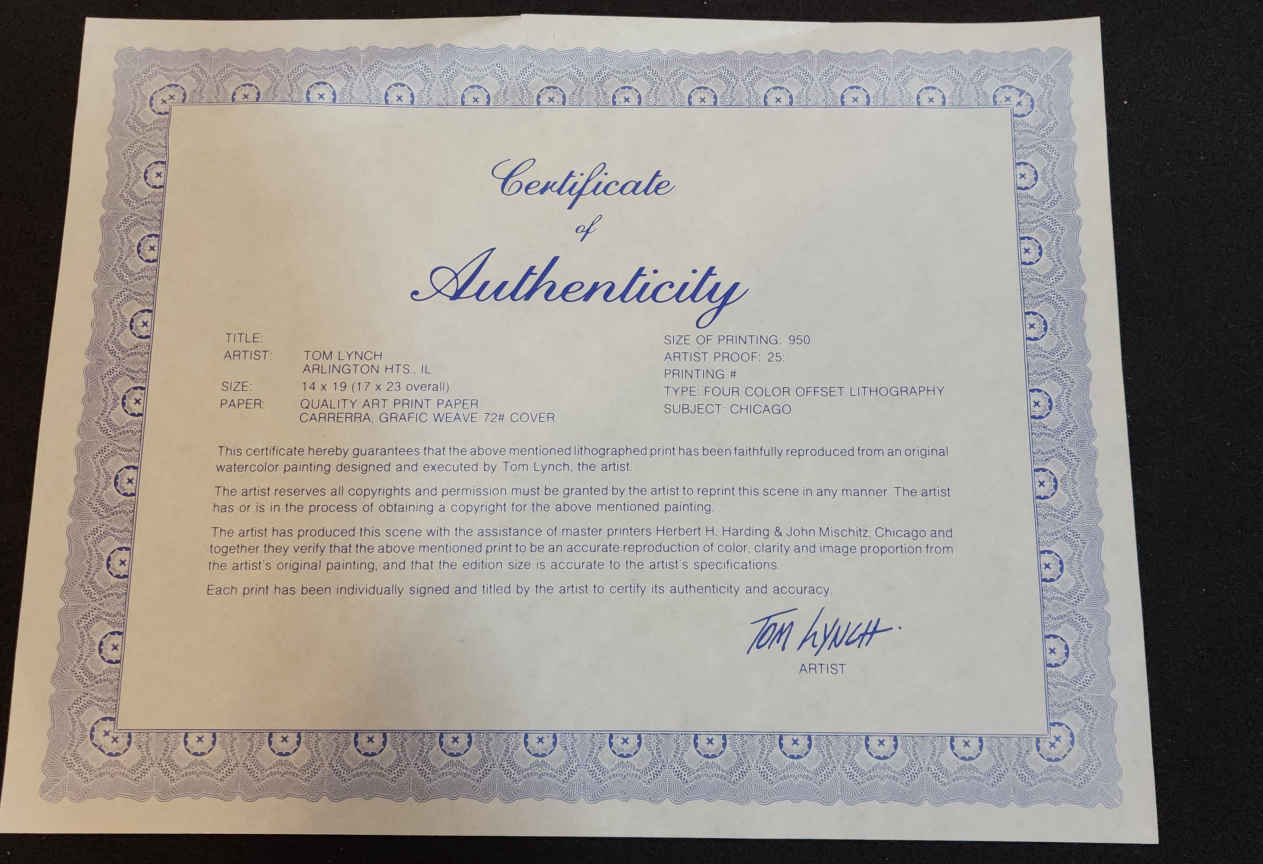 Certificate
of
Authenticity
TITLE:
ARTIST: TOM LYNCH
ARLINGTON HTS., IL
SIZE: 14 x 19 (17 x 23 overall)
PAPER: QUALITY ART PRINT PAPER
CARRERRA, GRAFIC WEAVE 72# COVER
SIZE OF PRINTING: 950
ARTIST PROOF: 25
PRINTING #
TYPE: FOUR COLOR OFFSET LITHOGRAPHY
SUBJECT: CHICAGO
This certificate hereby guarantees that the above mentioned lithographed print has been faithfully reproduced from an original
watercolor painting designed and executed by Tom Lynch, the artist.
The artist reserves all copyrights and permission must be granted by the artist to reprint this scene in any manner. The artist
has or is in the process of obtaining a copyright for the above mentioned painting.
The artist has produced this scene with the assistance of master printers Herbert H. Harding & John Mischitz, Chicago and
together they verify that the above mentioned print to be an accurate reproduction of color, clarity and image proportion from
the artist's original painting, and that the edition size is accurate to the artist's specifications.
Each print has been individually signed and titled by the artist to certify its authenticity and accuracy.
TOM LYNCH.
ARTIST